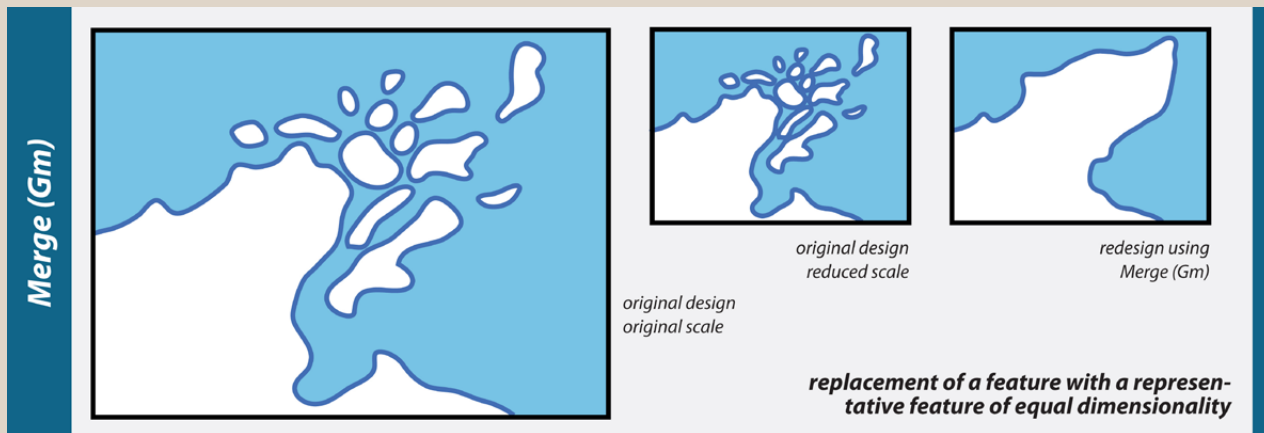 Merge (Gm)
original design
original scale
original design
reduced scale
redesign using
Merge (Gm)
replacement of a feature with a represen-
tative feature of equal dimensionality